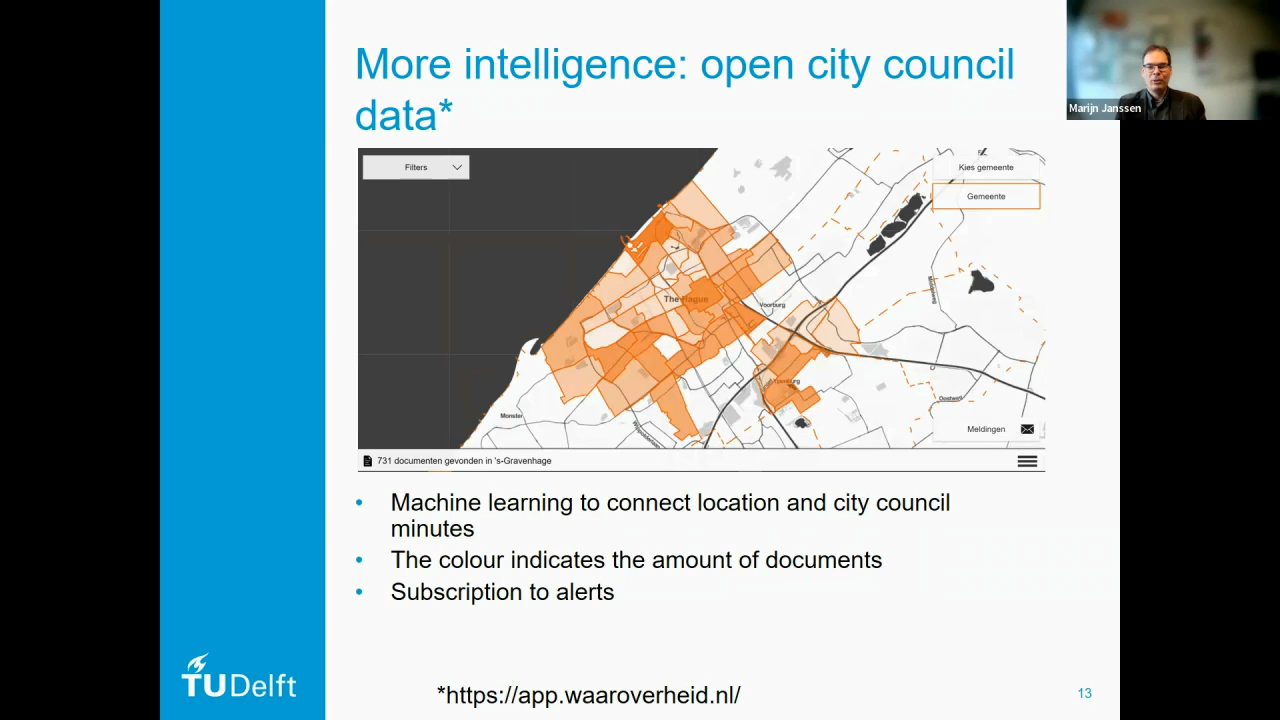 More intelligence: open city council
data*
Marijn Janssen
Filters
Kies gemeente
Gemeente
The Hague
Voorburg
Monster
Meldingen
731 documenten gevonden in 's-Gravenhage
• Machine learning to connect location and city council
minutes
• The colour indicates the amount of documents
• Subscription to alerts
TU Delft
*https://app.waaroverheid.nl/
13